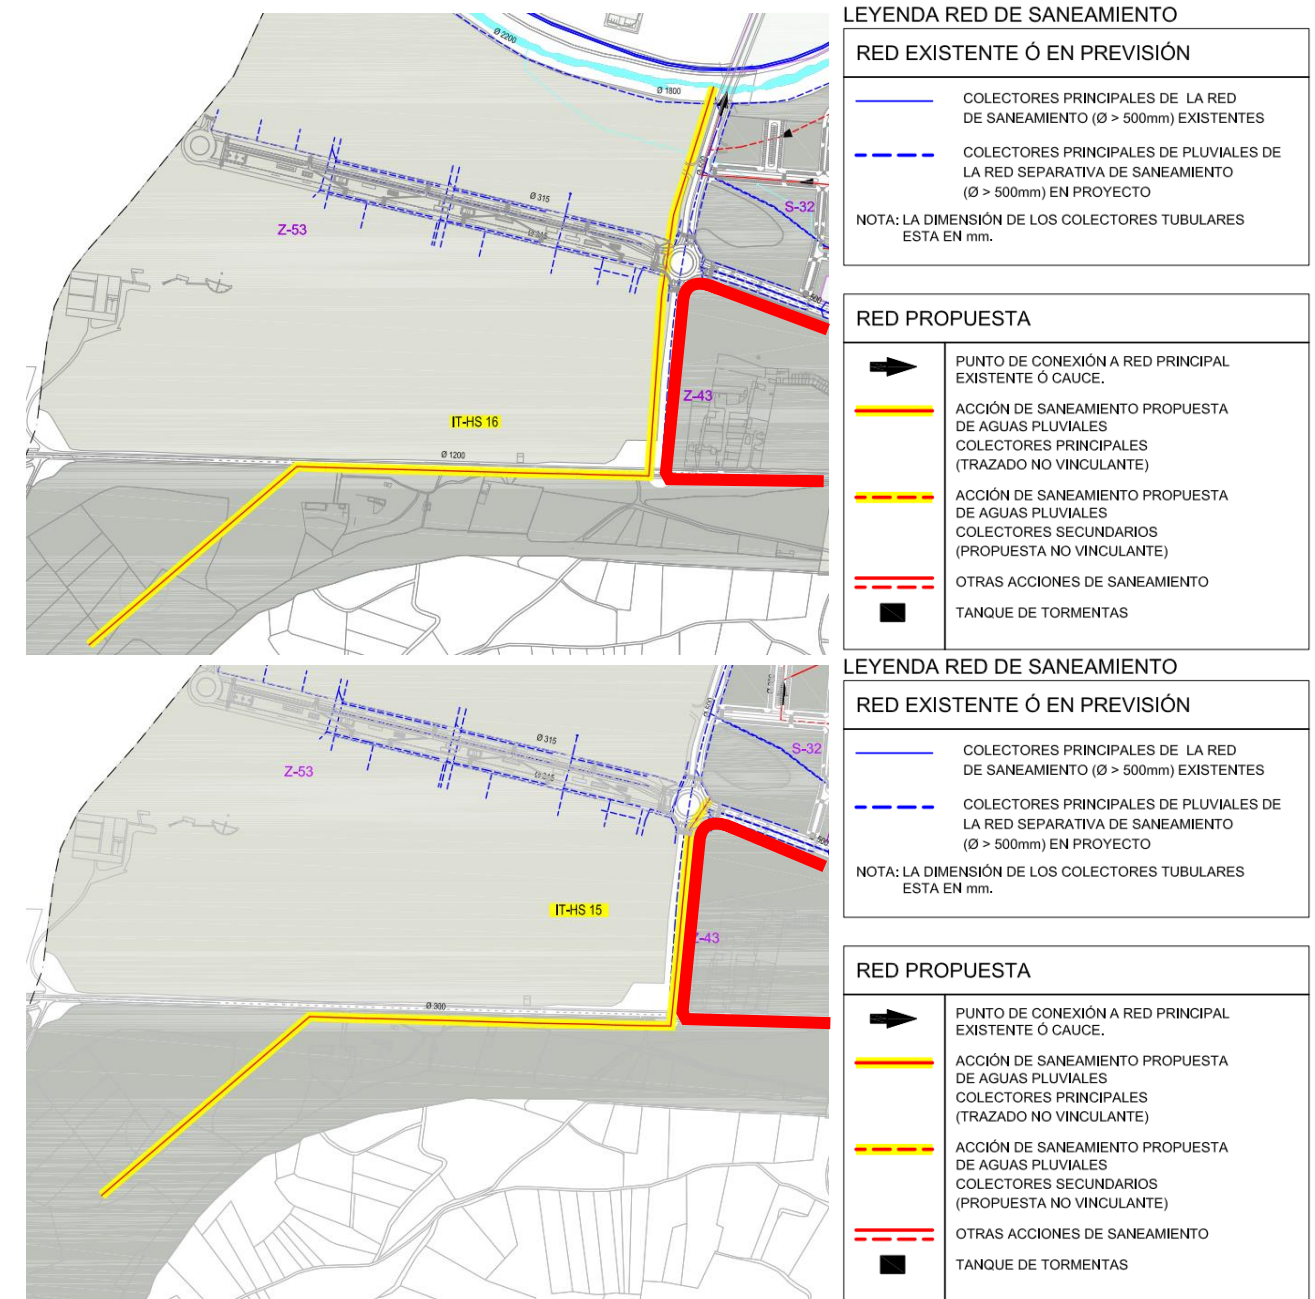 Ø 2200
Ø 1800
Ø 315
S-32
Z-53
Ø 315
Ø 500
Z-43
IT-HS 16
Ø 1200
LEYENDA RED DE SANEAMIENTO
RED EXISTENTE Ó EN PREVISIÓN
COLECTORES PRINCIPALES DE LA RED
DE SANEAMIENTO (Ø > 500mm) EXISTENTES
COLECTORES PRINCIPALES DE PLUVIALES DE
LA RED SEPARATIVA DE SANEAMIENTO
(Ø > 500mm) EN PROYECTO
NOTA: LA DIMENSIÓN DE LOS COLECTORES TUBULARES
ESTA EN mm.
RED PROPUESTA
PUNTO DE CONEXIÓN A RED PRINCIPAL
EXISTENTE Ó CAUCE.
ACCIÓN DE SANEAMIENTO PROPUESTA
DE AGUAS PLUVIALES
COLECTORES PRINCIPALES
(TRAZADO NO VINCULANTE)
ACCIÓN DE SANEAMIENTO PROPUESTA
DE AGUAS PLUVIALES
COLECTORES SECUNDARIOS
(PROPUESTA NO VINCULANTE)
OTRAS ACCIONES DE SANEAMIENTO
TANQUE DE TORMENTAS
Ø 315
S-32
Z-53
Ø 315
Ø 500
IT-HS 15
Z-43
Ø 300
LEYENDA RED DE SANEAMIENTO
RED EXISTENTE Ó EN PREVISIÓN
COLECTORES PRINCIPALES DE LA RED
DE SANEAMIENTO (Ø > 500mm) EXISTENTES
COLECTORES PRINCIPALES DE PLUVIALES DE
LA RED SEPARATIVA DE SANEAMIENTO
(Ø > 500mm) EN PROYECTO
NOTA: LA DIMENSIÓN DE LOS COLECTORES TUBULARES
ESTA EN mm.
RED PROPUESTA
PUNTO DE CONEXIÓN A RED PRINCIPAL
EXISTENTE Ó CAUCE.
ACCIÓN DE SANEAMIENTO PROPUESTA
DE AGUAS PLUVIALES
COLECTORES PRINCIPALES
(TRAZADO NO VINCULANTE)
ACCIÓN DE SANEAMIENTO PROPUESTA
DE AGUAS PLUVIALES
COLECTORES SECUNDARIOS
(PROPUESTA NO VINCULANTE)
OTRAS ACCIONES DE SANEAMIENTO
TANQUE DE TORMENTAS